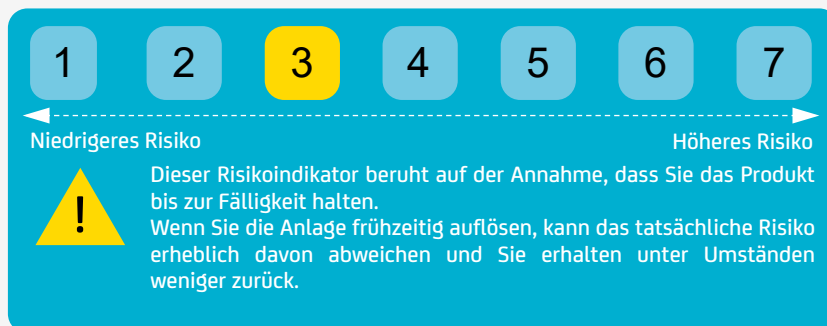 1 2 3 4 5 6 7
Niedrigeres Risiko Höheres Risiko
!
Dieser Risikoindikator beruht auf der Annahme, dass Sie das Produkt
bis zur Fälligkeit halten.
Wenn Sie die Anlage frühzeitig auflösen, kann das tatsächliche Risiko
erheblich davon abweichen und Sie erhalten unter Umständen
weniger zurück.